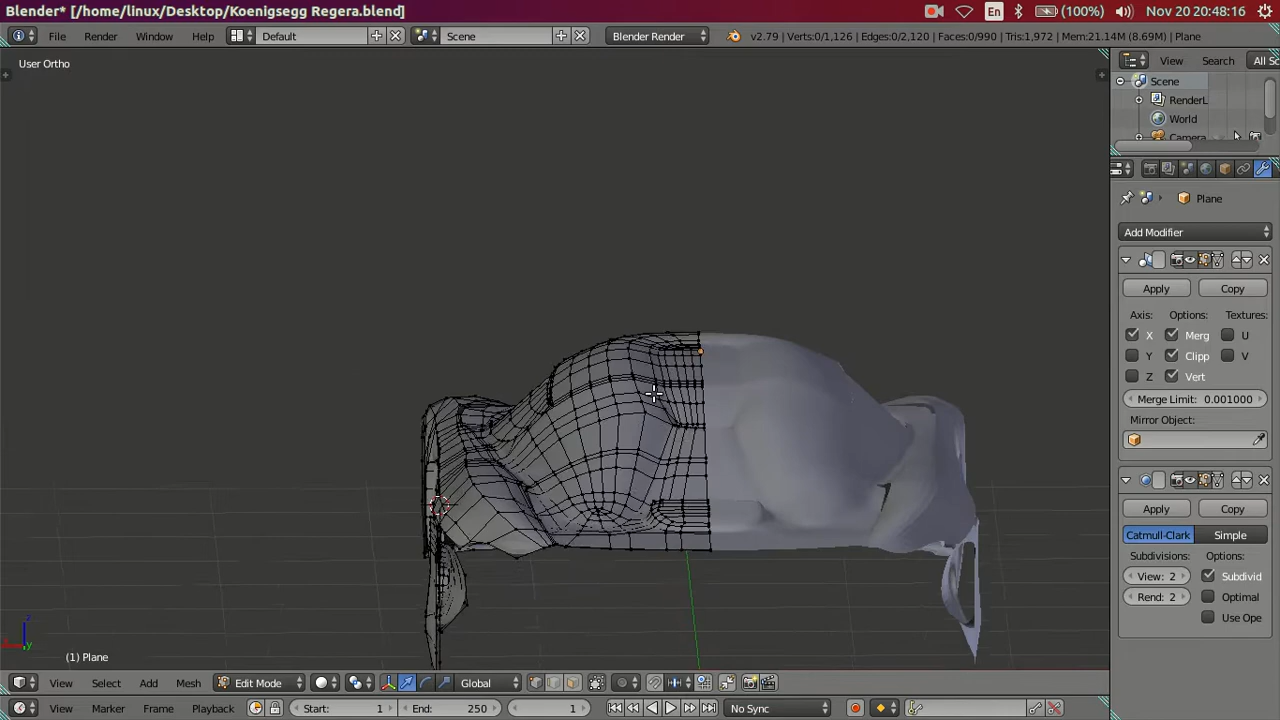 Blender* [/home/linux/Desktop/Koenigsegg Regera.blend]
En (100%) Nov 20 20:48:16
File Render Window Help Default Scene Blender Render v2.79 | Verts:0/1,126 | Edges:0/2,120 | Faces:0/990 | Tris:1,972 | Mem:21.14M (8.69M) | Plane
View Search All Sc
User Ortho
Scene
RenderL
World
Camera
Plane
Add Modifier
Apply Copy
Axis: Options: Textures:
X Merg U
Y Clipp V
Z Vert
Merge Limit: 0.001000
Mirror Object:
Apply Copy
Catmull-Clark Simple
Subdivisions: Options:
View: 2 Subdivid
Rend: 2 Optimal
Use Ope
z
x y
(1) Plane
View Select Add Mesh Edit Mode Global
View Marker Frame Playback Start: 1 End: 250 1 No Sync